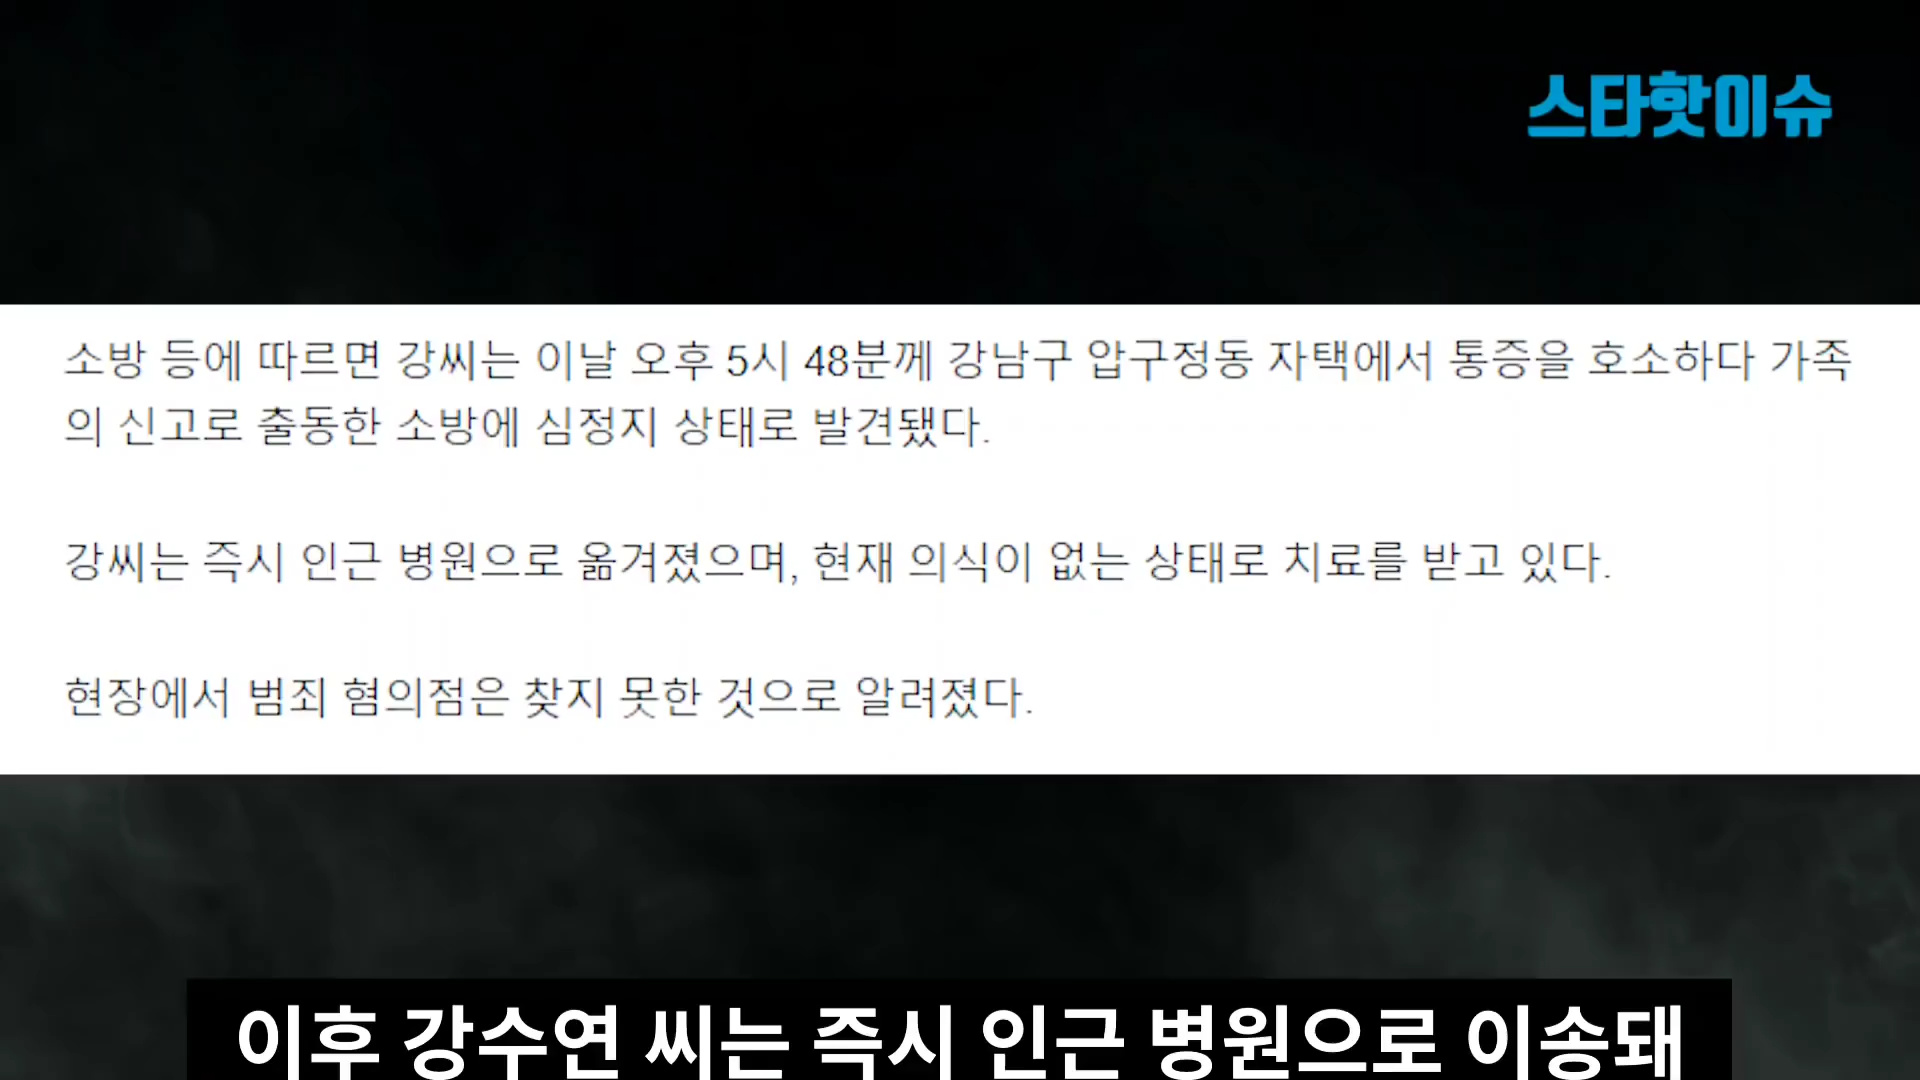 스타핫이슈
소방 등에 따르면 강씨는 이날 오후 5시 48분께 강남구 압구정동 자택에서 통증을 호소하다 가족
의 신고로 출동한 소방에 심정지 상태로 발견됐다.
강씨는 즉시 인근 병원으로 옮겨졌으며, 현재 의식이 없는 상태로 치료를 받고 있다.
현장에서 범죄 혐의점은 찾지 못한 것으로 알려졌다.
이후 강수연 씨는 즉시 인근 병원으로 이송돼